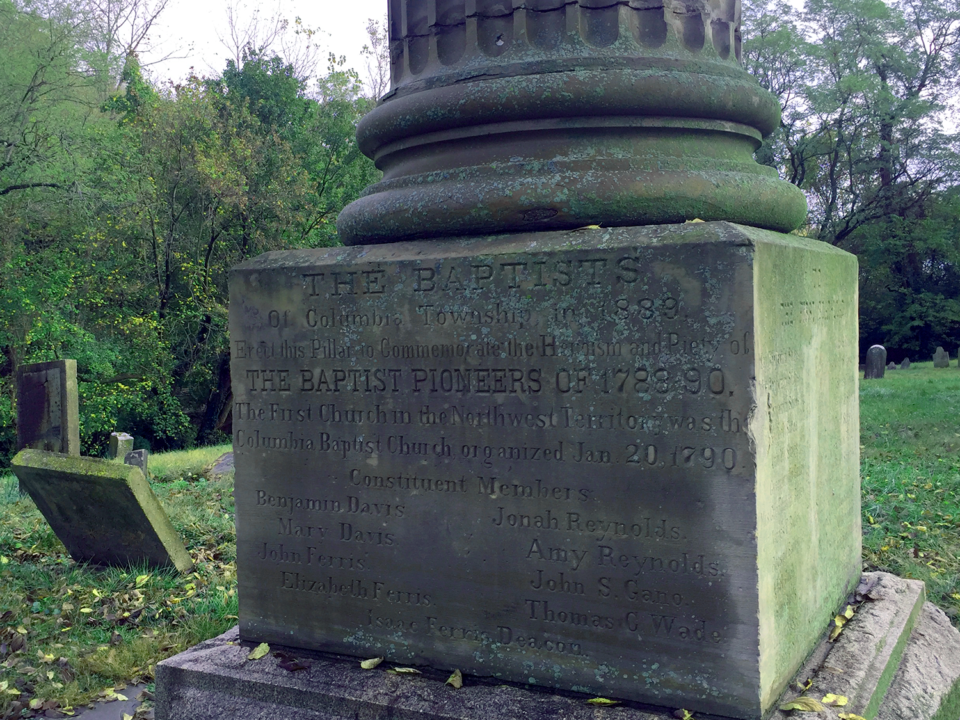 THE BAPTISTS
Of Columbia Township, in 1889.
Erect this Pillar to Commemorate the Heroism and Piety of
THE BAPTIST PIONEERS OF 1788-90.
The First Church in the Northwest Territory was the
Columbia Baptist Church organized Jan. 20, 1790.
Constituent Members
Benjamin Davis Jonah Reynolds.
Mary Davis Amy Reynolds.
John Ferris John S. Gano.
Elizabeth Ferris Thomas C Wade
Isaac Ferris Deacon.